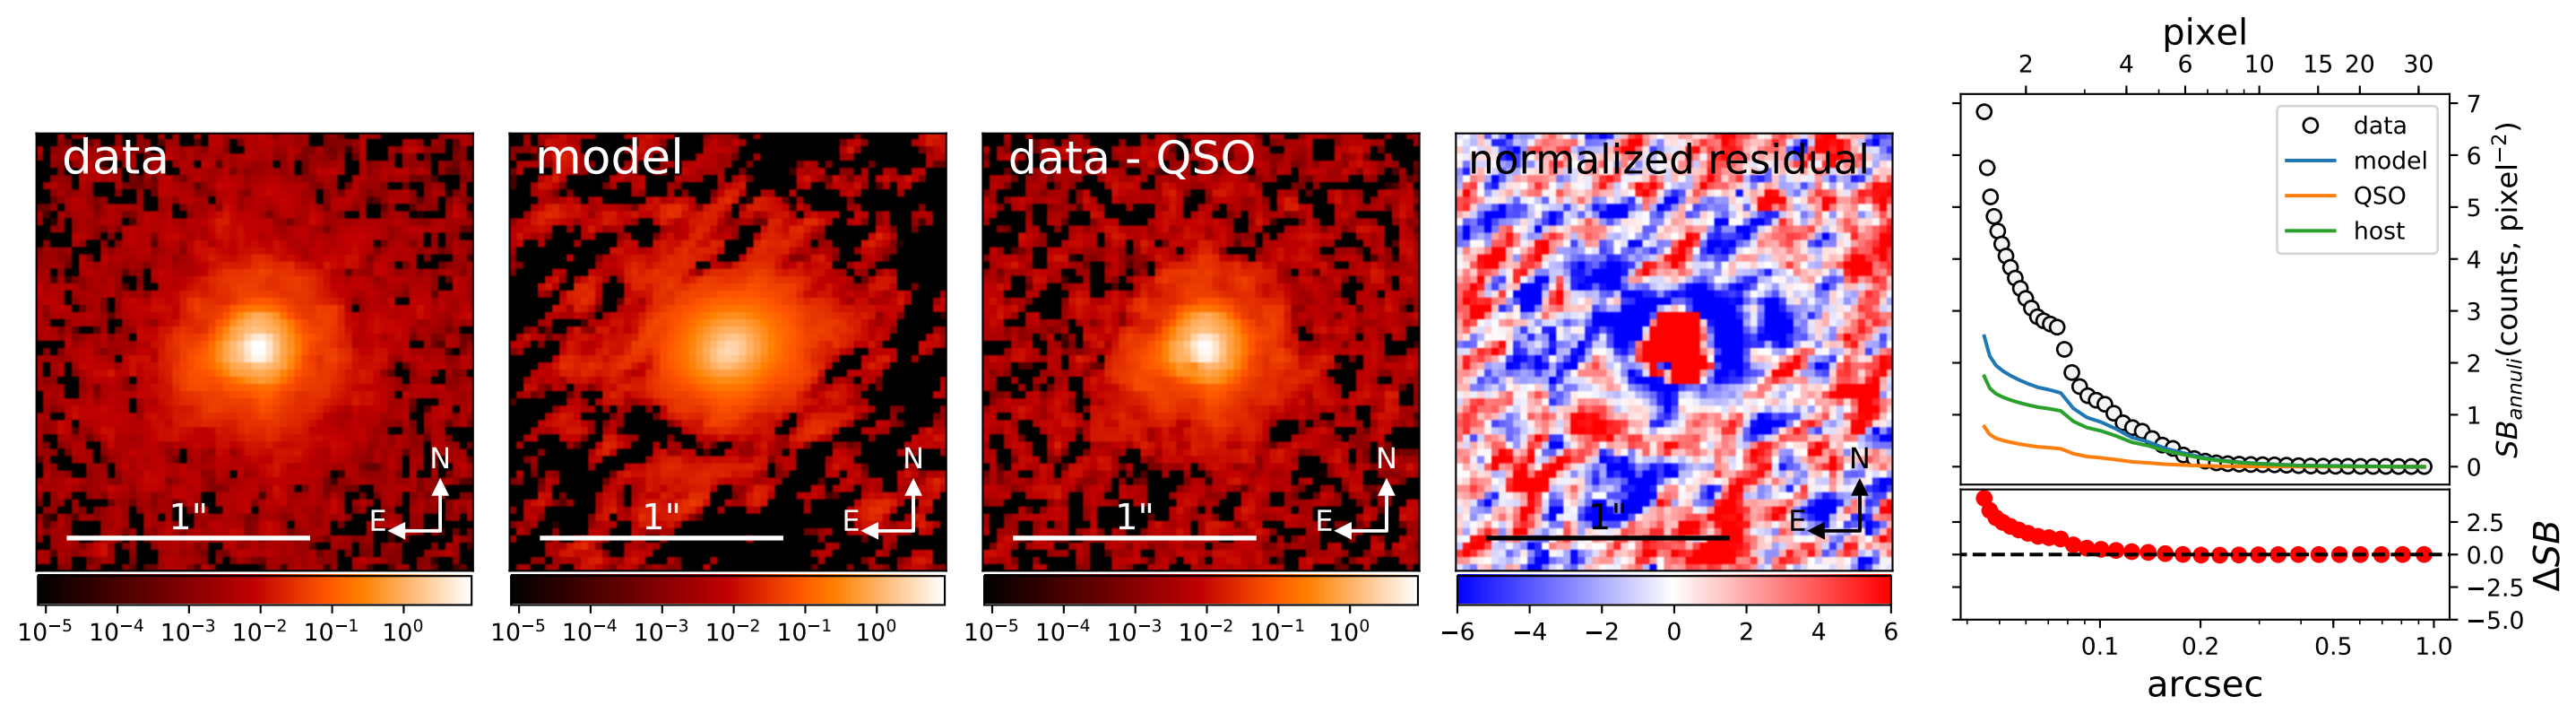 data
N
E
1"
10⁻⁵ 10⁻⁴ 10⁻³ 10⁻² 10⁻¹ 10⁰
model
N
E
1"
10⁻⁵ 10⁻⁴ 10⁻³ 10⁻² 10⁻¹ 10⁰
data - QSO
N
E
1"
10⁻⁵ 10⁻⁴ 10⁻³ 10⁻² 10⁻¹ 10⁰
normalized residual
N
E
1"
−6 −4 −2 0 2 4 6
pixel
2 4 6 10 15 20 30
data
model
QSO
host
7
6
5
4
3
2
1
0
SB_annuli(counts, pixel⁻²)
2.5
0.0
−2.5
−5.0
ΔSB
0.1 0.2 0.5 1.0
arcsec